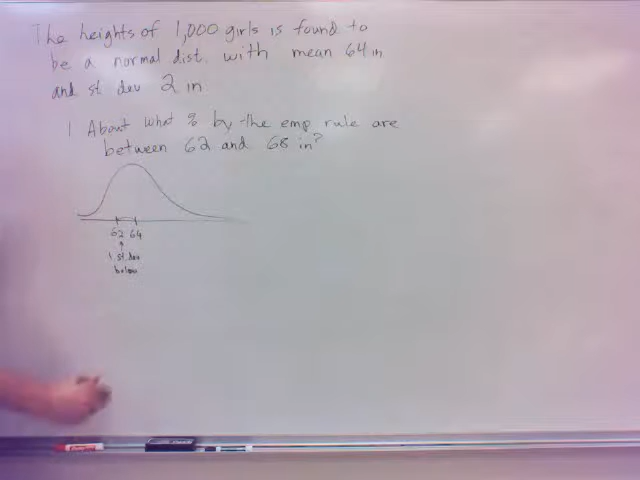 The heights of 1,000 girls is found to
be a normal dist. with mean 64 in
and st dev 2 in.
1 About what % by the emp rule are
between 62 and 68 in?
62 64
1 st. dev
below